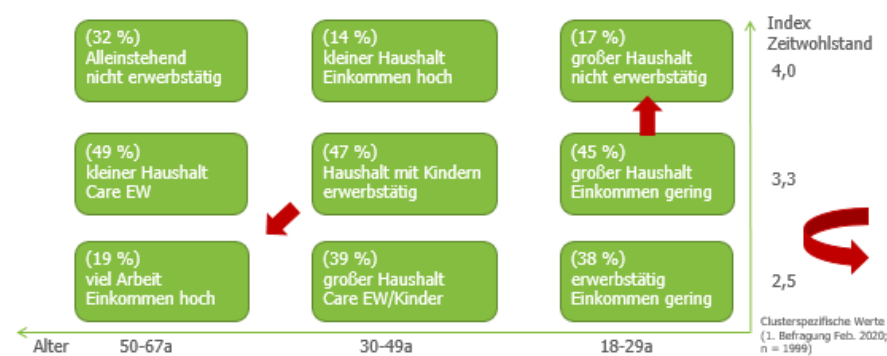 (32 %)
Alleinstehend
nicht erwerbstätig
(14 %)
kleiner Haushalt
Einkommen hoch
(17 %)
großer Haushalt
nicht erwerbstätig
Index
Zeitwohlstand
4,0
(49 %)
kleiner Haushalt
Care EW
(47 %)
Haushalt mit Kindern
erwerbstätig
(45 %)
großer Haushalt
Einkommen gering
3,3
(19 %)
viel Arbeit
Einkommen hoch
(39 %)
großer Haushalt
Care EW/Kinder
(38 %)
erwerbstätig
Einkommen gering
2,5
Clusterspezifische Werte
(1. Befragung Feb. 2020;
n = 1999)
Alter
50-67a
30-49a
18-29a